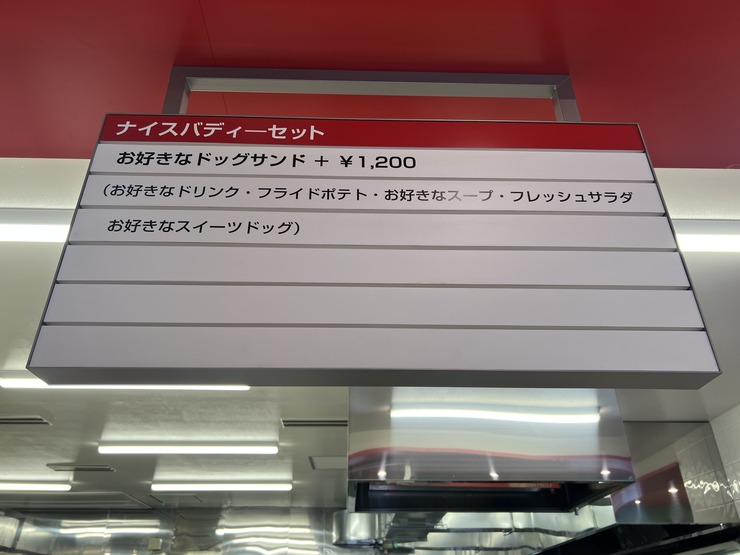 ナイスバディーセット
お好きなドッグサンド + ￥1,200
(お好きなドリンク・フライドポテト・お好きなスープ・フレッシュサラダ
お好きなスイーツドッグ)